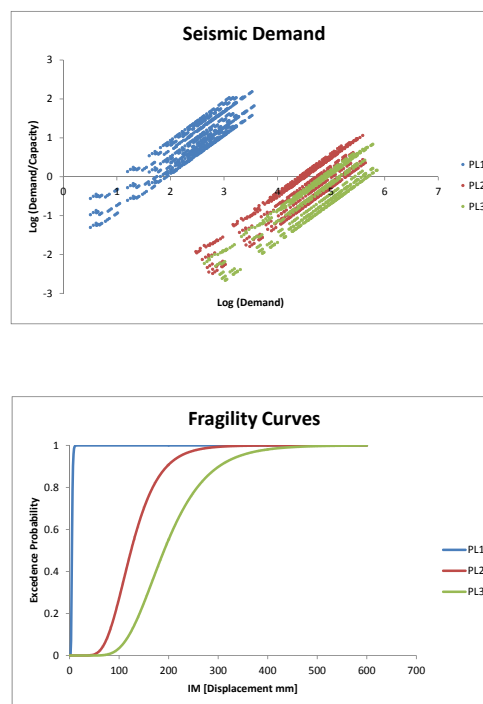 Seismic Demand
3
2
1
0
-1
-2
-3
0 1 2 3 4 5 6 7
Log (Demand/Capacity)
Log (Demand)
PL1
PL2
PL3
Fragility Curves
1
0.8
0.6
0.4
0.2
0
0 100 200 300 400 500 600 700
Excedence Probability
IM [Displacement mm]
PL1
PL2
PL3